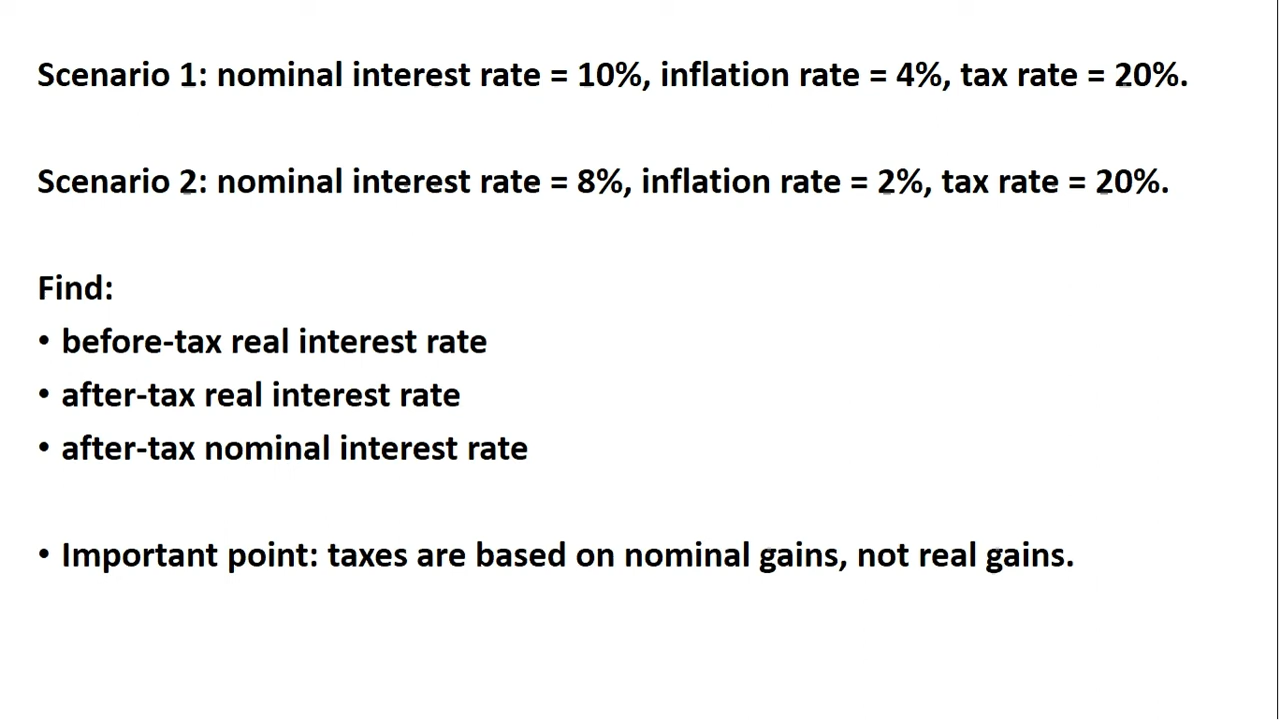 Scenario 1: nominal interest rate = 10%, inflation rate = 4%, tax rate = 20%.
Scenario 2: nominal interest rate = 8%, inflation rate = 2%, tax rate = 20%.
Find:
• before-tax real interest rate
• after-tax real interest rate
• after-tax nominal interest rate
• Important point: taxes are based on nominal gains, not real gains.